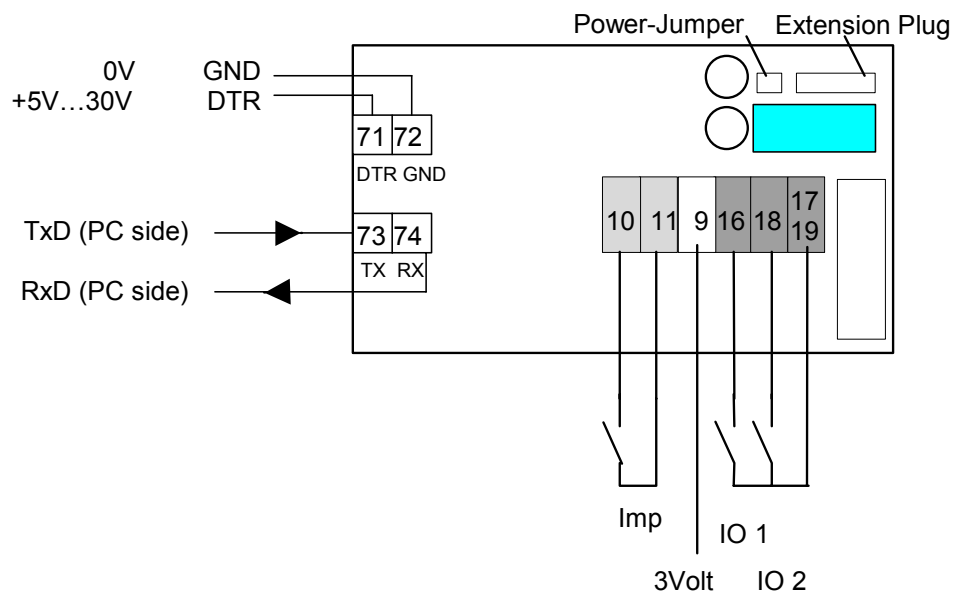 Power-Jumper Extension Plug
0V GND
+5V…30V DTR
71 72
DTR GND
10 11 9 16 18 17
19
TxD (PC side) 73 74
TX RX
RxD (PC side)
Imp
IO 1
3Volt IO 2